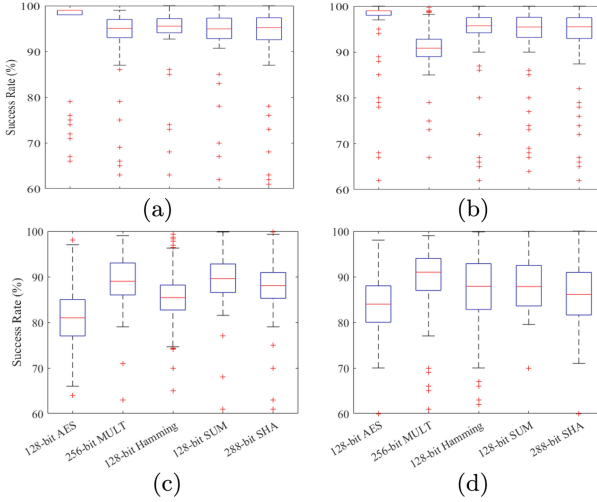 100
90
80
70
60
Success Rate (%)
(a)
100
90
80
70
60
(b)
100
90
80
70
60
Success Rate (%)
128-bit AES
256-bit MULT
128-bit Hamming
128-bit SUM
288-bit SHA
(c)
100
90
80
70
60
128-bit AES
256-bit MULT
128-bit Hamming
128-bit SUM
288-bit SHA
(d)